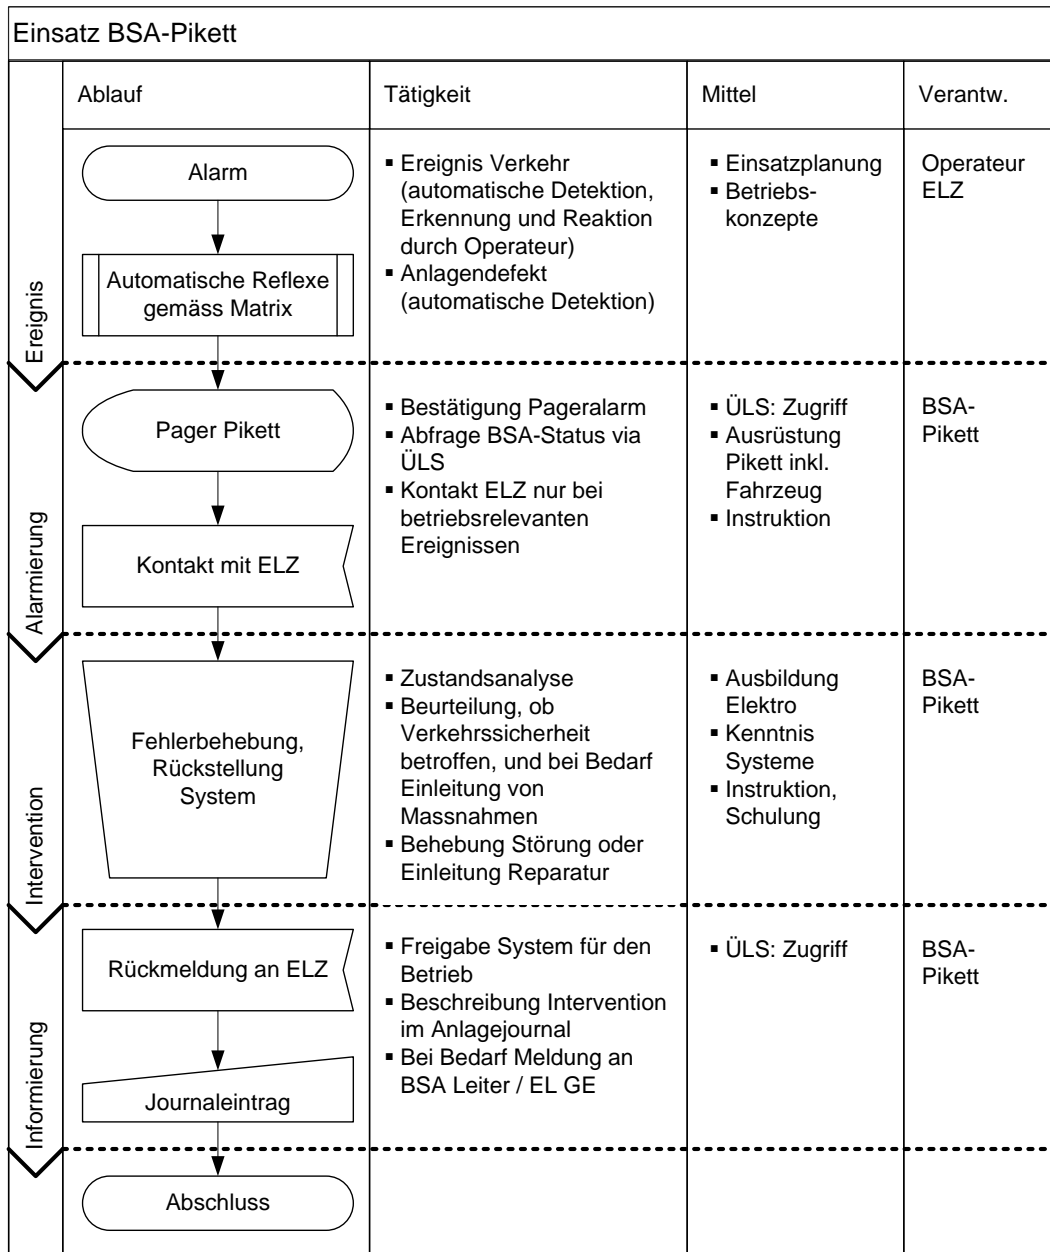 Einsatz BSA-Pikett
Ablauf
Tätigkeit
Mittel
Verantw.
Ereignis
Alarm
Automatische Reflexe
gemäss Matrix
▪ Ereignis Verkehr
(automatische Detektion,
Erkennung und Reaktion
durch Operateur)
▪ Anlagendefekt
(automatische Detektion)
▪ Einsatzplanung
▪ Betriebs-
konzepte
Operateur
ELZ
Alarmierung
Pager Pikett
Kontakt mit ELZ
▪ Bestätigung Pageralarm
▪ Abfrage BSA-Status via
ÜLS
▪ Kontakt ELZ nur bei
betriebsrelevanten
Ereignissen
▪ ÜLS: Zugriff
▪ Ausrüstung
Pikett inkl.
Fahrzeug
▪ Instruktion
BSA-
Pikett
Intervention
Fehlerbehebung,
Rückstellung
System
▪ Zustandsanalyse
▪ Beurteilung, ob
Verkehrssicherheit
betroffen, und bei Bedarf
Einleitung von
Massnahmen
▪ Behebung Störung oder
Einleitung Reparatur
▪ Ausbildung
Elektro
▪ Kenntnis
Systeme
▪ Instruktion,
Schulung
BSA-
Pikett
Informierung
Rückmeldung an ELZ
Journaleintrag
▪ Freigabe System für den
Betrieb
▪ Beschreibung Intervention
im Anlagejournal
▪ Bei Bedarf Meldung an
BSA Leiter / EL GE
▪ ÜLS: Zugriff
BSA-
Pikett
Abschluss